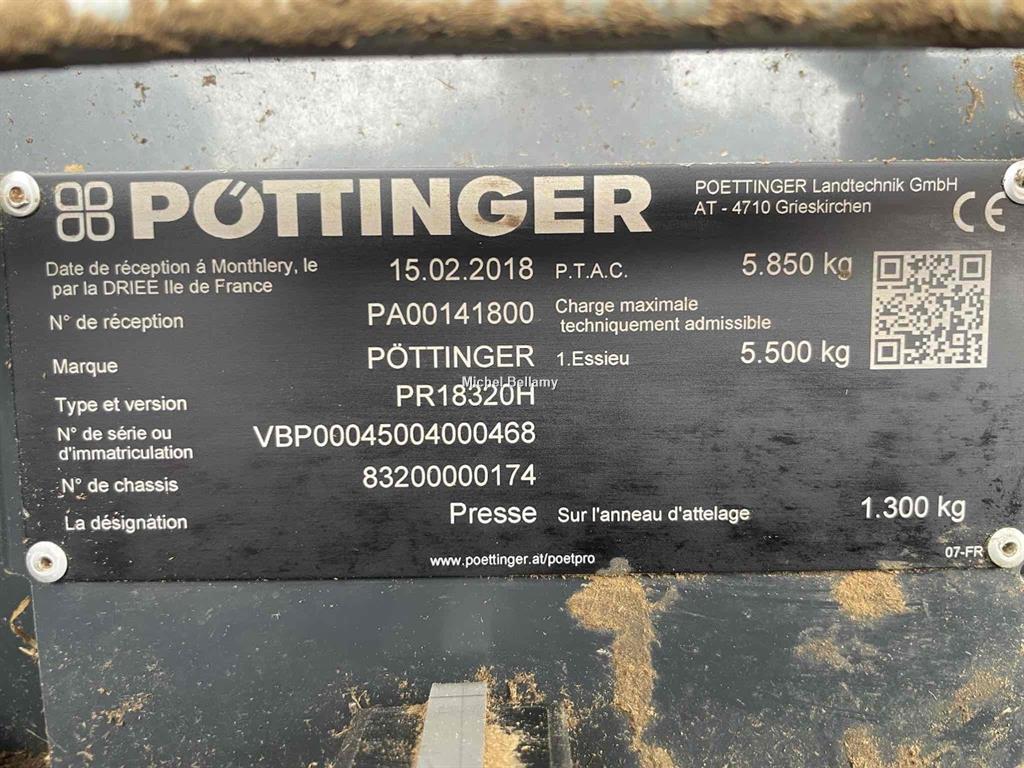 PÖTTINGER
POETTINGER Landtechnik GmbH
AT - 4710 Grieskirchen
CE
Date de réception á Monthlery, le
par la DRIEE Ile de France
15.02.2018
P.T.A.C.
5.850 kg
N° de réception
PA00141800
Charge maximale
techniquement admissible
Marque
PÖTTINGER
1.Essieu
5.500 kg
Michel Bellamy
Type et version
PR18320H
N° de série ou
d'immatriculation
VBP00045004000468
N° de chassis
83200000174
La désignation
Presse
Sur l'anneau d'attelage
1.300 kg
www.poettinger.at/poetpro
07-FR